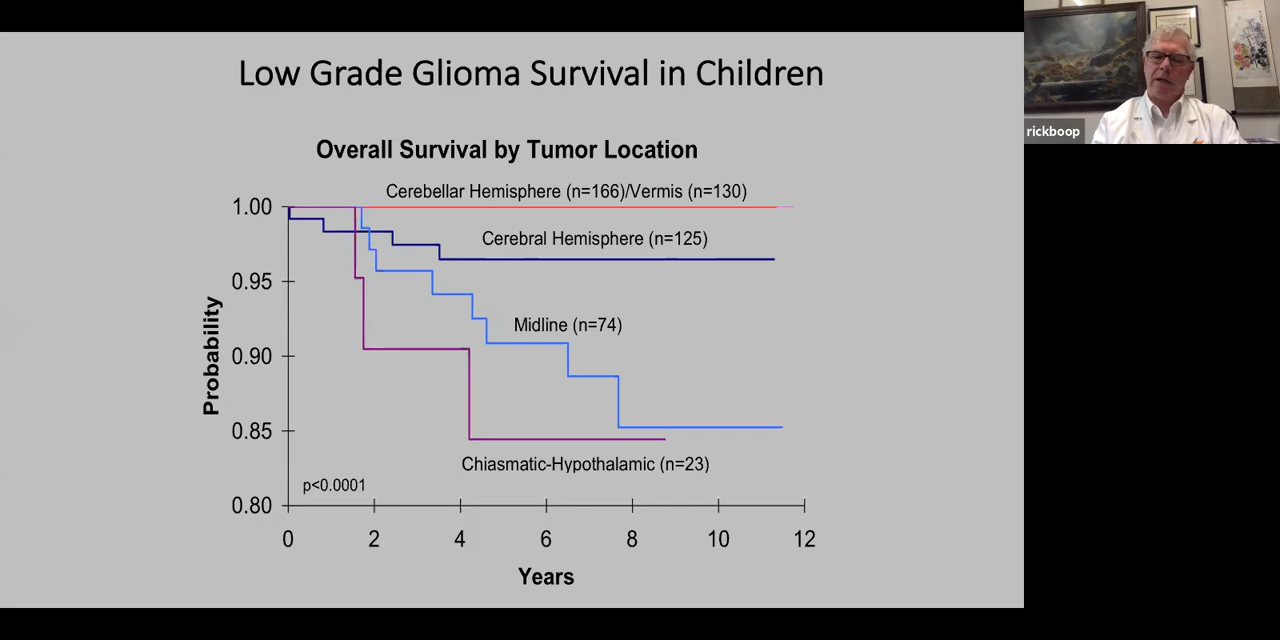 Low Grade Glioma Survival in Children
rickboop
Overall Survival by Tumor Location
Cerebellar Hemisphere (n=166)/Vermis (n=130)
1.00
Cerebral Hemisphere (n=125)
0.95
Midline (n=74)
Probability
0.90
0.85
Chiasmatic-Hypothalamic (n=23)
p<0.0001
0.80
0 2 4 6 8 10 12
Years